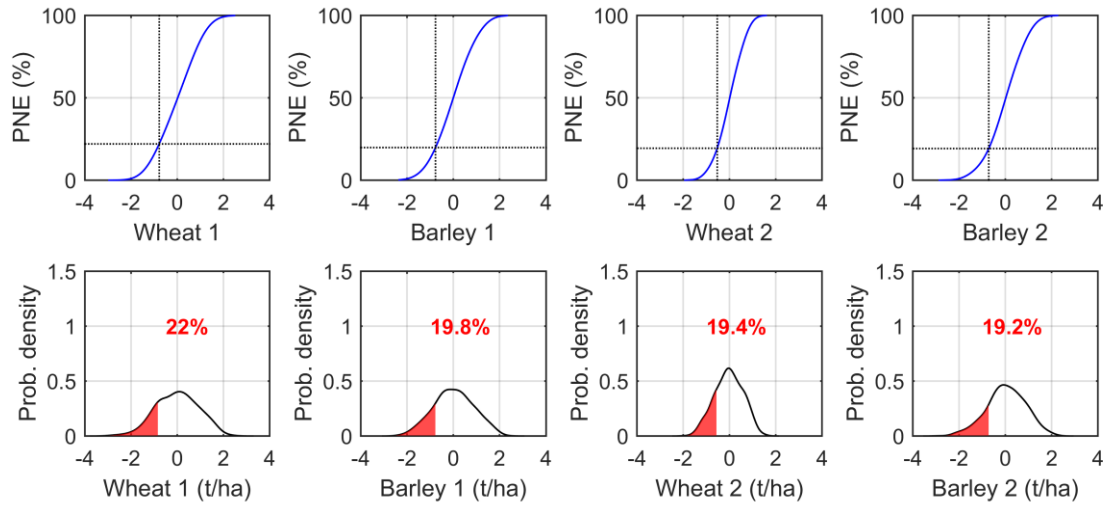 PNE (%)
100
50
0
-4 -2 0 2 4
Wheat 1
PNE (%)
100
50
0
-4 -2 0 2 4
Barley 1
PNE (%)
100
50
0
-4 -2 0 2 4
Wheat 2
PNE (%)
100
50
0
-4 -2 0 2 4
Barley 2
Prob. density
1.5
1
0.5
0
22%
-4 -2 0 2 4
Wheat 1 (t/ha)
Prob. density
1.5
1
0.5
0
19.8%
-4 -2 0 2 4
Barley 1 (t/ha)
Prob. density
1.5
1
0.5
0
19.4%
-4 -2 0 2 4
Wheat 2 (t/ha)
Prob. density
1.5
1
0.5
0
19.2%
-4 -2 0 2 4
Barley 2 (t/ha)